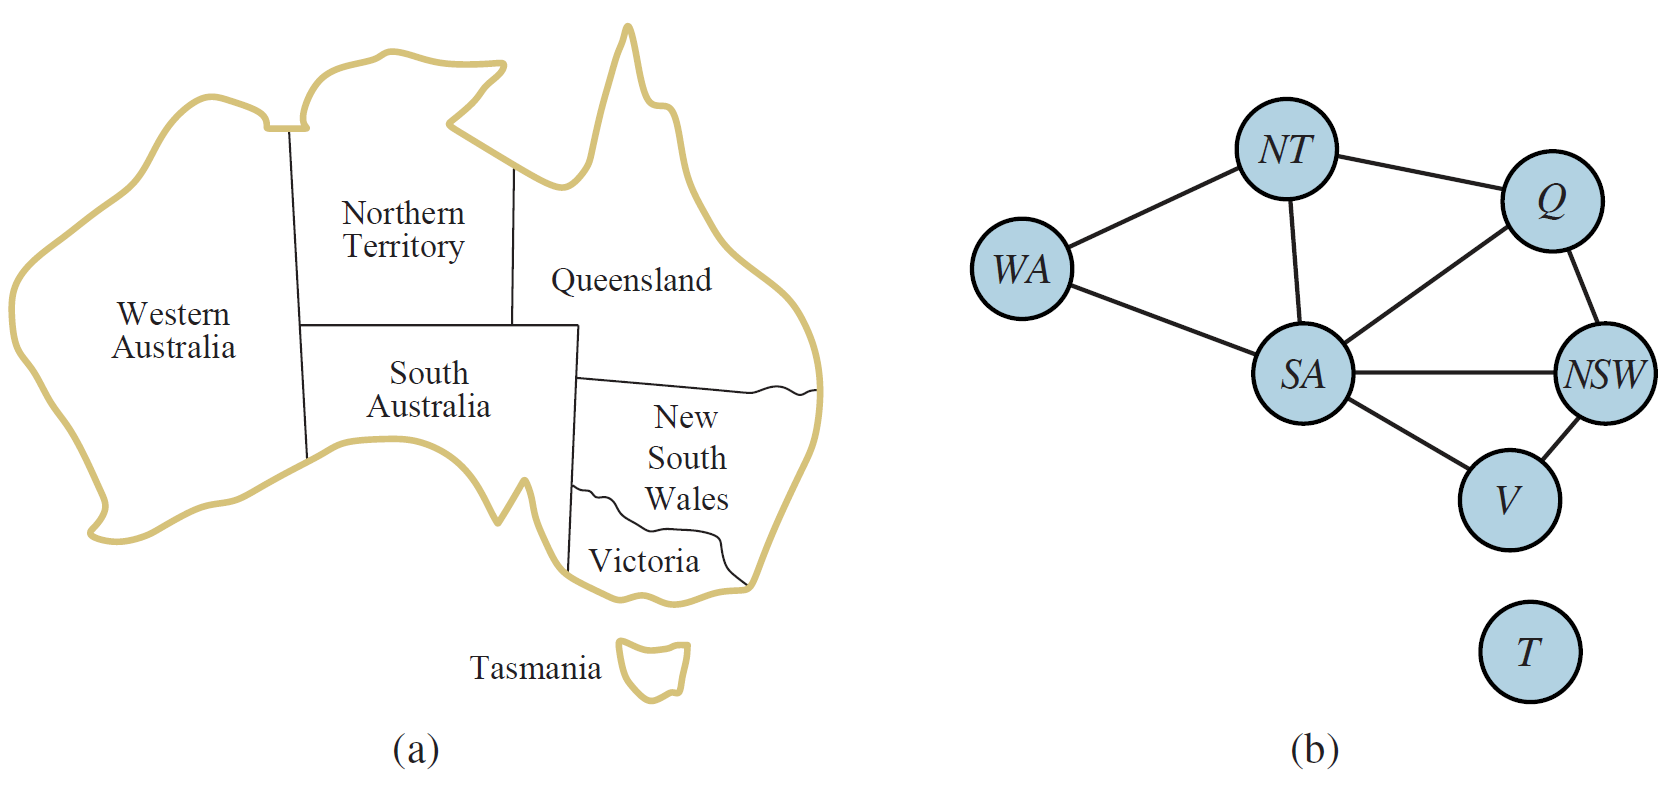 Northern
Territory
Queensland
Western
Australia
South
Australia
New
South
Wales
Victoria
Tasmania
(a)
NT
Q
WA
SA
NSW
V
T
(b)